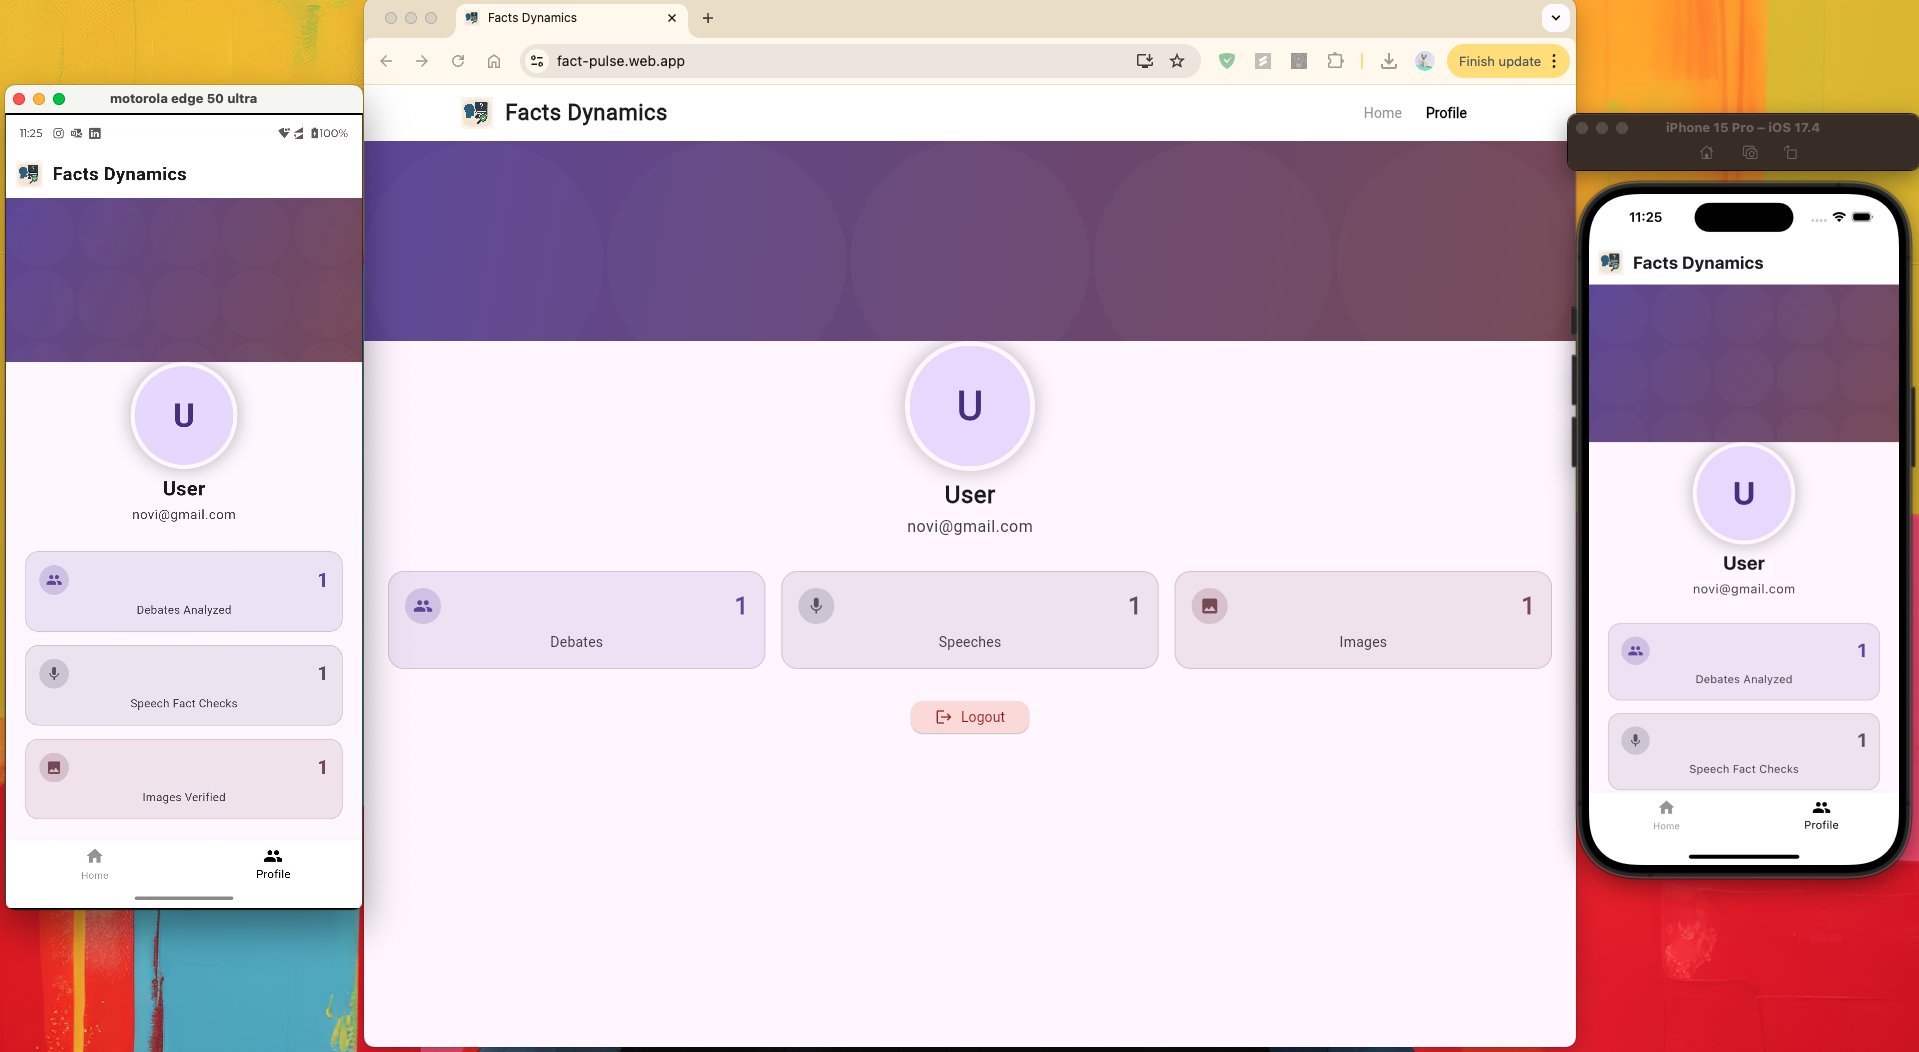 motorola edge 50 ultra
11:25
100%
Facts Dynamics
U
User
novi@gmail.com
1
Debates Analyzed
1
Speech Fact Checks
1
Images Verified
Home
Profile
Facts Dynamics
fact-pulse.web.app
Finish update
Facts Dynamics
Home
Profile
U
User
novi@gmail.com
1
Debates
1
Speeches
1
Images
Logout
iPhone 15 Pro – iOS 17.4
11:25
Facts Dynamics
U
User
novi@gmail.com
1
Debates Analyzed
1
Speech Fact Checks
Home
Profile